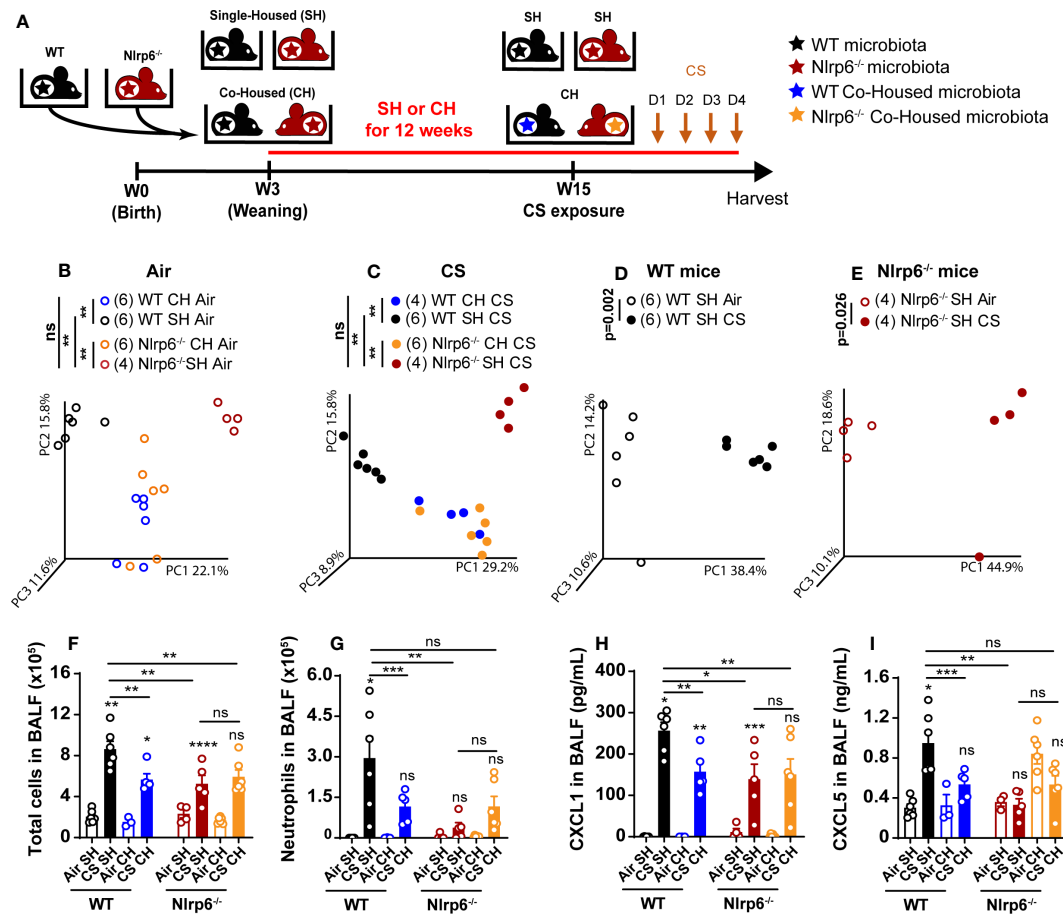 A
Single-Housed (SH)
WT
Nlrp6-/-
Co-Housed (CH)
SH or CH
for 12 weeks
SH
SH
CH
CS
D1 D2 D3 D4
WT microbiota
Nlrp6-/- microbiota
WT Co-Housed microbiota
Nlrp6-/- Co-Housed microbiota
W0
(Birth)
W3
(Weaning)
W15
CS exposure
Harvest
B Air
ns
**
**
**
(6) WT CH Air
(6) WT SH Air
(6) Nlrp6-/- CH Air
(4) Nlrp6-/-SH Air
PC2 15.8%
PC3 11.6%
PC1 22.1%
C CS
ns
**
**
**
(4) WT CH CS
(6) WT SH CS
(6) Nlrp6-/- CH CS
(4) Nlrp6-/- SH CS
PC2 15.8%
PC3 8.9%
PC1 29.2%
D WT mice
p=0.002
(6) WT SH Air
(6) WT SH CS
PC2 14.2%
PC3 10.6%
PC1 38.4%
E Nlrp6-/- mice
p=0.026
(4) Nlrp6-/- SH Air
(4) Nlrp6-/- SH CS
PC2 18.6%
PC3 10.1%
PC1 44.9%
F
Total cells in BALF (x10⁵)
16
12
8
4
0
**
**
**
ns
**
*
****
ns
Air SH
CS SH
Air CH
CS CH
Air SH
CS SH
Air CH
CS CH
WT
Nlrp6-/-
G
Neutrophils in BALF (x10⁵)
6.0
4.5
3.0
1.5
0
ns
**
***
ns
*
ns
ns
ns
Air SH
CS SH
Air CH
CS CH
Air SH
CS SH
Air CH
CS CH
WT
Nlrp6-/-
H
CXCL1 in BALF (pg/mL)
400
300
200
100
0
**
*
**
ns
*
**
***
ns
Air SH
CS SH
Air CH
CS CH
Air SH
CS SH
Air CH
CS CH
WT
Nlrp6-/-
I
CXCL5 in BALF (ng/mL)
1.6
1.2
0.8
0.4
0
ns
**
***
ns
*
ns
ns
ns
Air SH
CS SH
Air CH
CS CH
Air SH
CS SH
Air CH
CS CH
WT
Nlrp6-/-